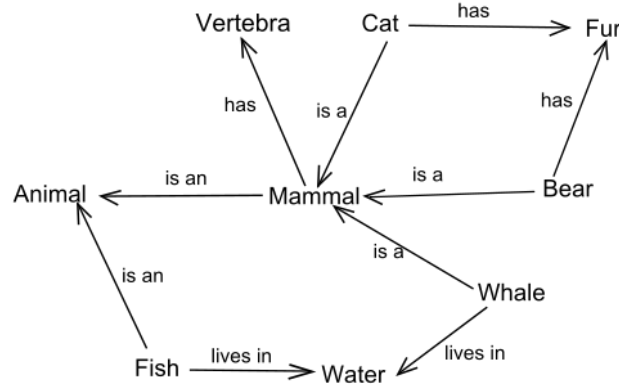 Vertebra
Cat
has
Fur
has
is a
has
Animal
is an
Mammal
is a
Bear
is an
is a
Whale
Fish
lives in
Water
lives in